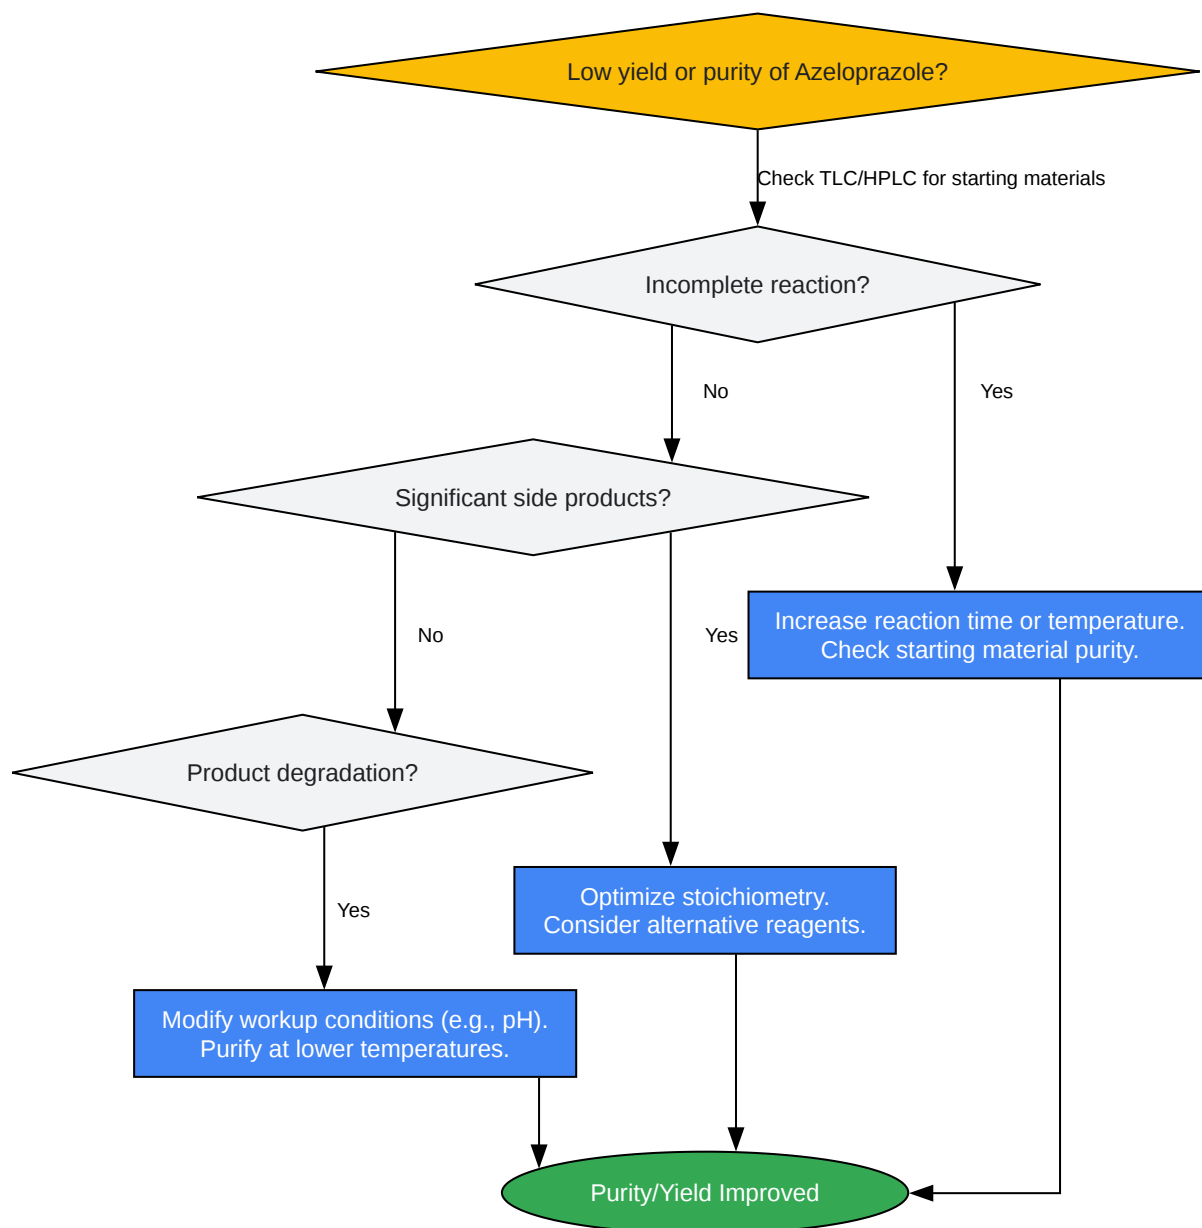 Low yield or purity of Azeloprazole?
Check TLC/HPLC for starting materials
Incomplete reaction?
No
Yes
Significant side products?
No
Yes
Increase reaction time or temperature.
Check starting material purity.
Product degradation?
Yes
Optimize stoichiometry.
Consider alternative reagents.
Modify workup conditions (e.g., pH).
Purify at lower temperatures.
Purity/Yield Improved